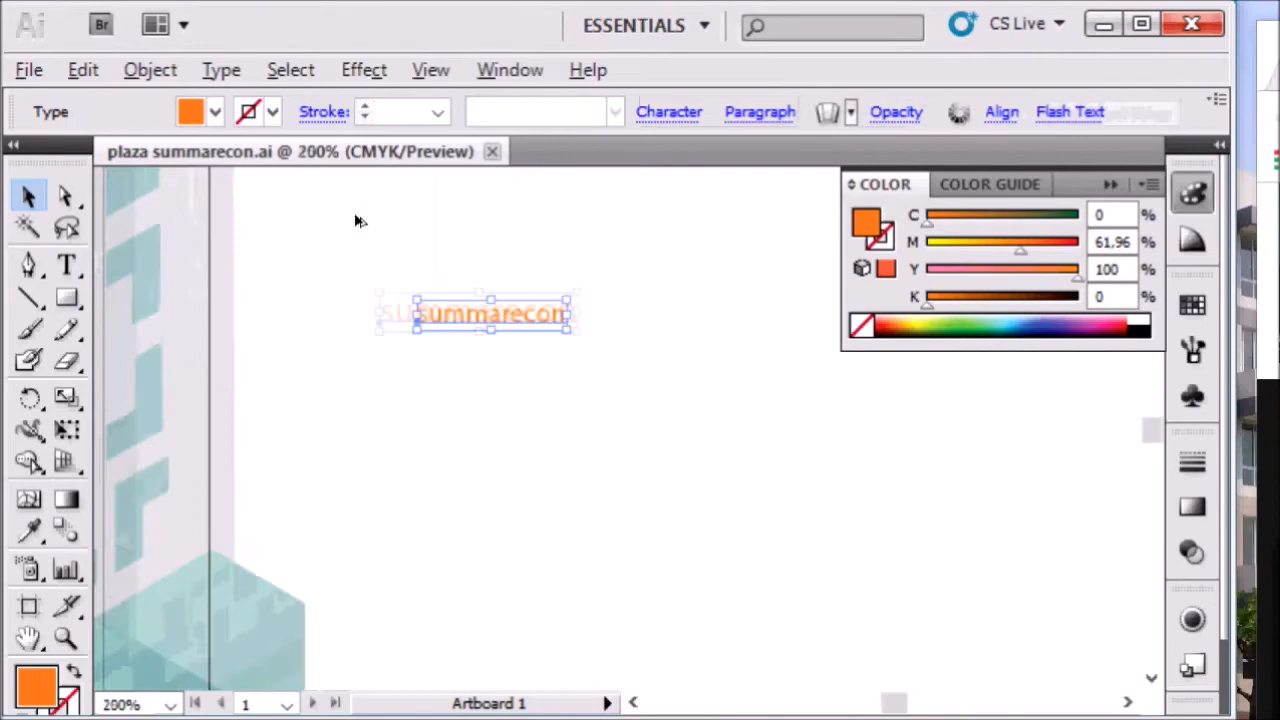 Ai Br ESSENTIALS CS Live
File Edit Object Type Select Effect View Window Help
Type Stroke: Character Paragraph Opacity Align Flash Text
plaza summarecon.ai @ 200% (CMYK/Preview)
COLOR COLOR GUIDE
C 0 %
M 61,96 %
Y 100 %
K 0 %
summarecon
T
200% 1 Artboard 1